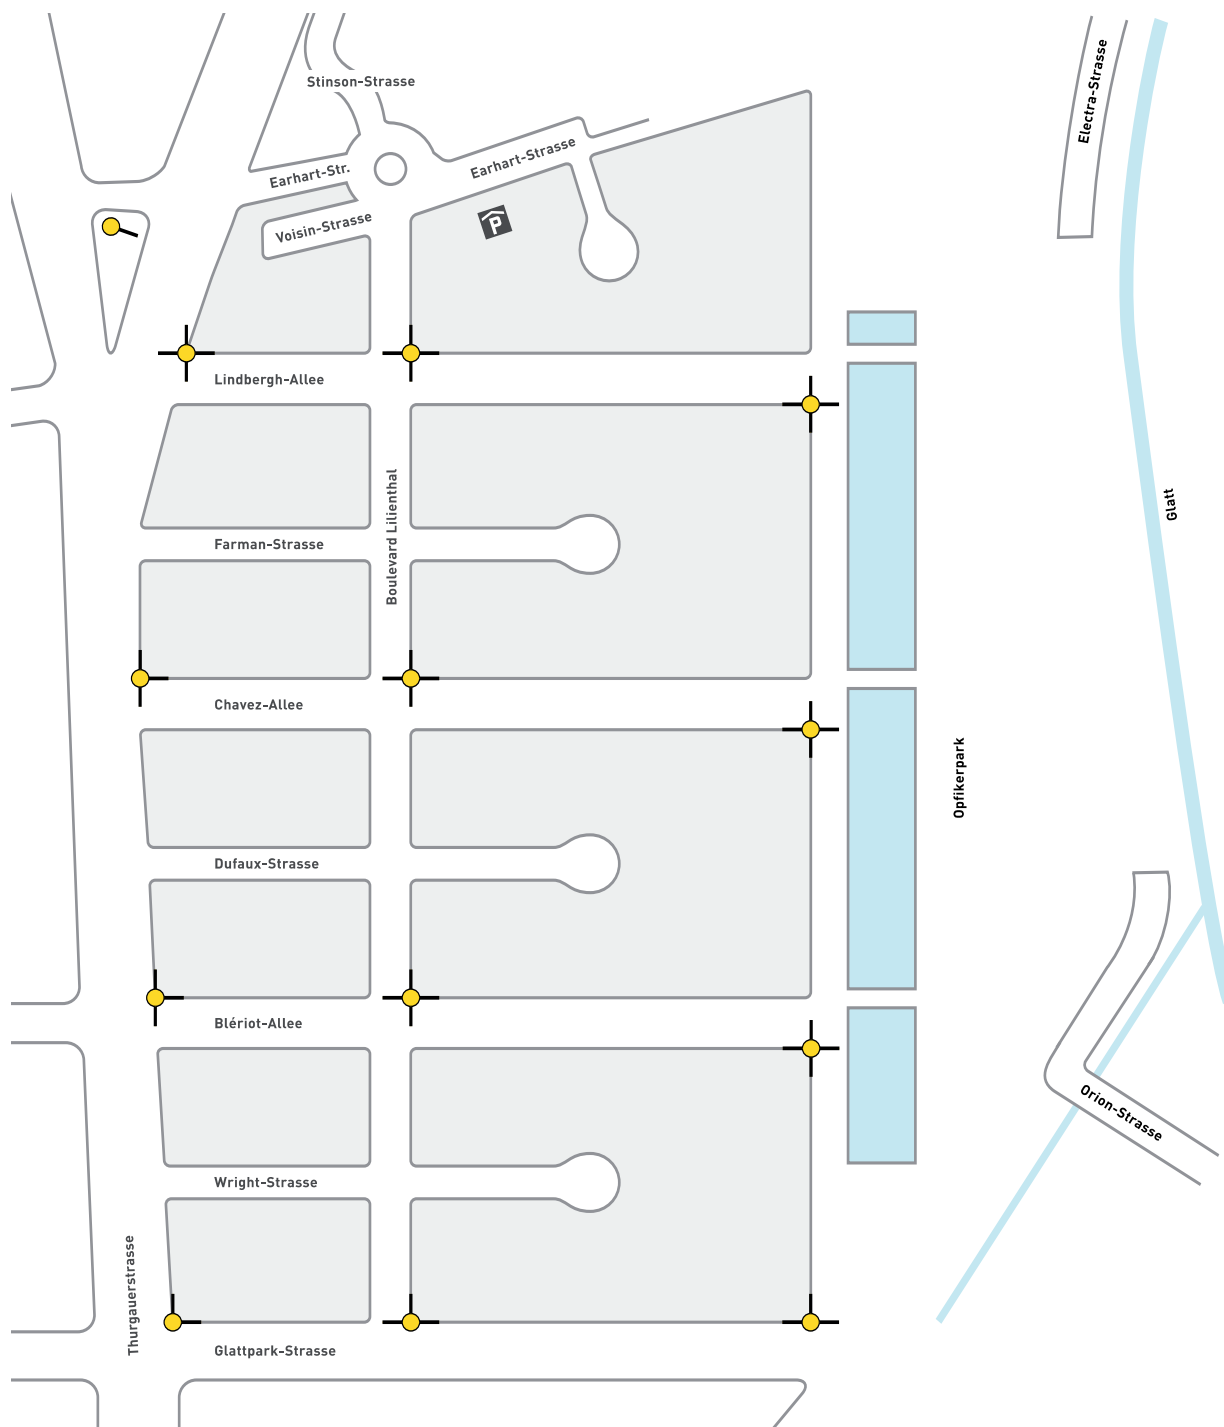 Stinson-Strasse
Electra-Strasse
Earhart-Str.
Earhart-Strasse
Voisin-Strasse
P
Lindbergh-Allee
Boulevard Lilienthal
Glatt
Farman-Strasse
Chavez-Allee
Opfikerpark
Dufaux-Strasse
Blériot-Allee
Orion-Strasse
Wright-Strasse
Thurgauerstrasse
Glattpark-Strasse